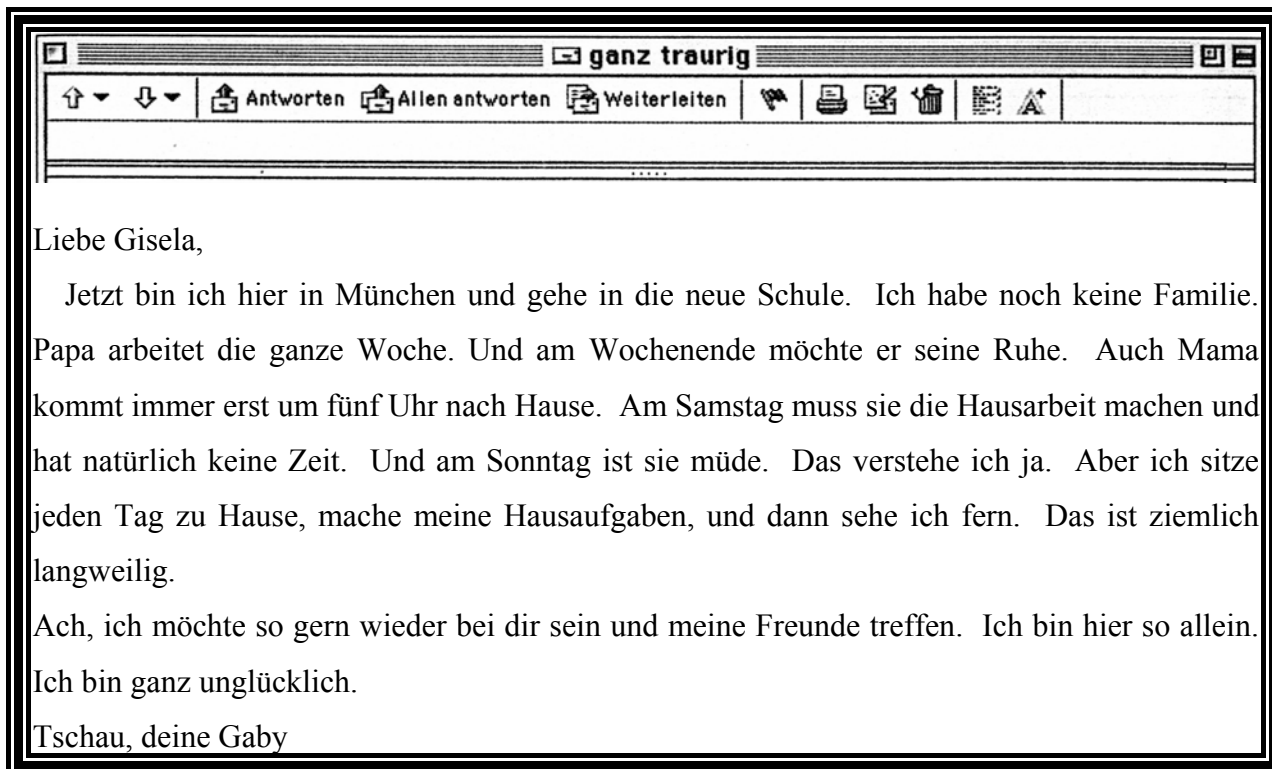 ganz traurig
Antworten Allen antworten Weiterleiten
Liebe Gisela,
Jetzt bin ich hier in München und gehe in die neue Schule. Ich habe noch keine Familie.
Papa arbeitet die ganze Woche. Und am Wochenende möchte er seine Ruhe. Auch Mama
kommt immer erst um fünf Uhr nach Hause. Am Samstag muss sie die Hausarbeit machen und
hat natürlich keine Zeit. Und am Sonntag ist sie müde. Das verstehe ich ja. Aber ich sitze
jeden Tag zu Hause, mache meine Hausaufgaben, und dann sehe ich fern. Das ist ziemlich
langweilig.
Ach, ich möchte so gern wieder bei dir sein und meine Freunde treffen. Ich bin hier so allein.
Ich bin ganz unglücklich.
Tschau, deine Gaby